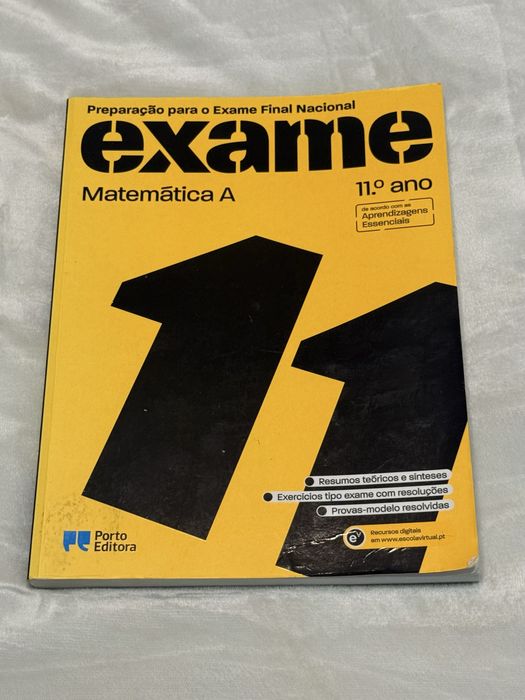 Preparação para o Exame Final Nacional
exame
Matemática A
11.º ano
de acordo com as
Aprendizagens
Essenciais
11
Resumos teóricos e sínteses
Exercícios tipo exame com resoluções
Provas-modelo resolvidas
Porto
Editora
eV
Recursos digitais
em www.escolavirtual.pt